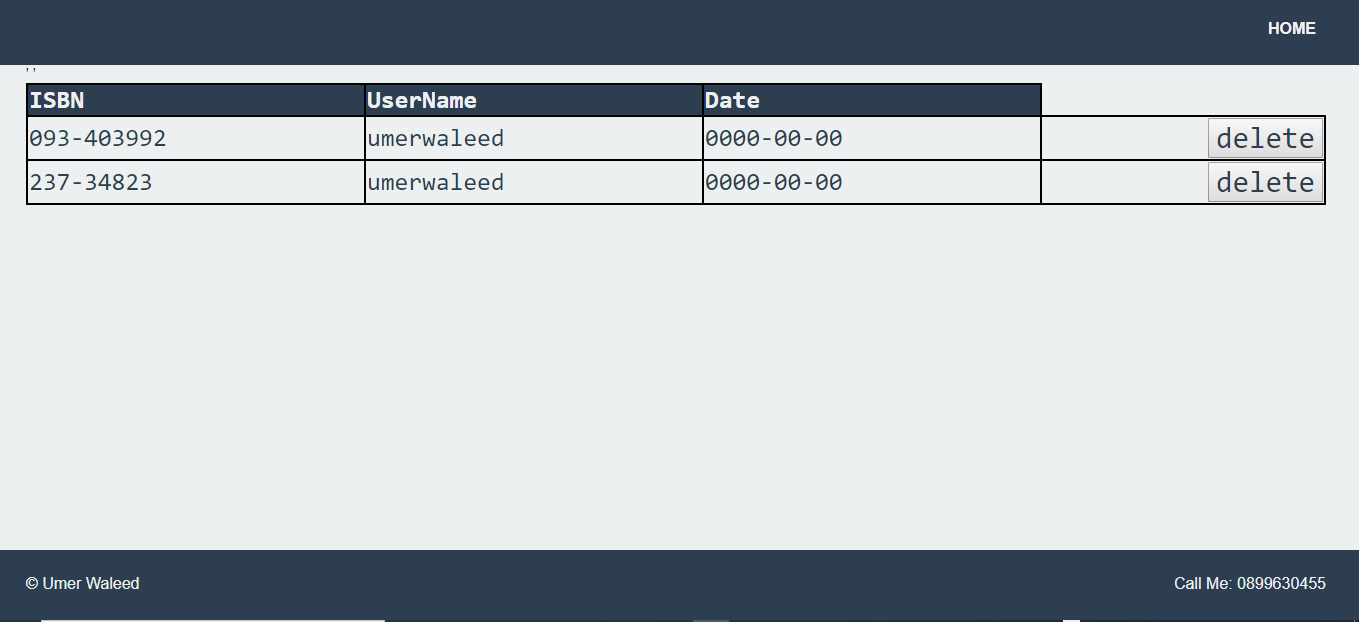 HOME
' '
ISBN UserName Date
093-403992 umerwaleed 0000-00-00 delete
237-34823 umerwaleed 0000-00-00 delete
© Umer Waleed Call Me: 0899630455